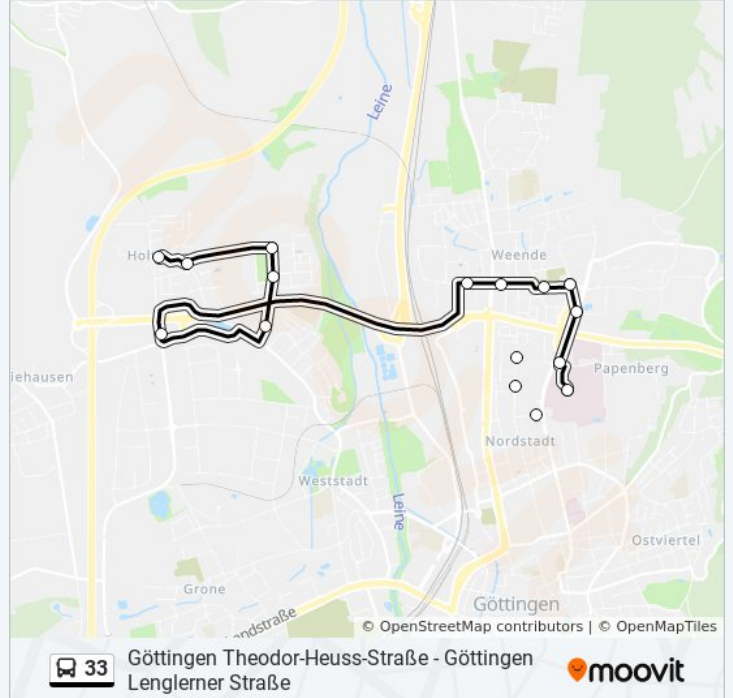 Leine
Hol
Weende
iehausen
Papenberg
Nordstadt
Weststadt
Leine
Ostviertel
Grone
Göttingen
ndstraße
© OpenStreetMap contributors | © OpenMapTiles
33
Göttingen Theodor-Heuss-Straße - Göttingen
Lenglerner Straße
moovit